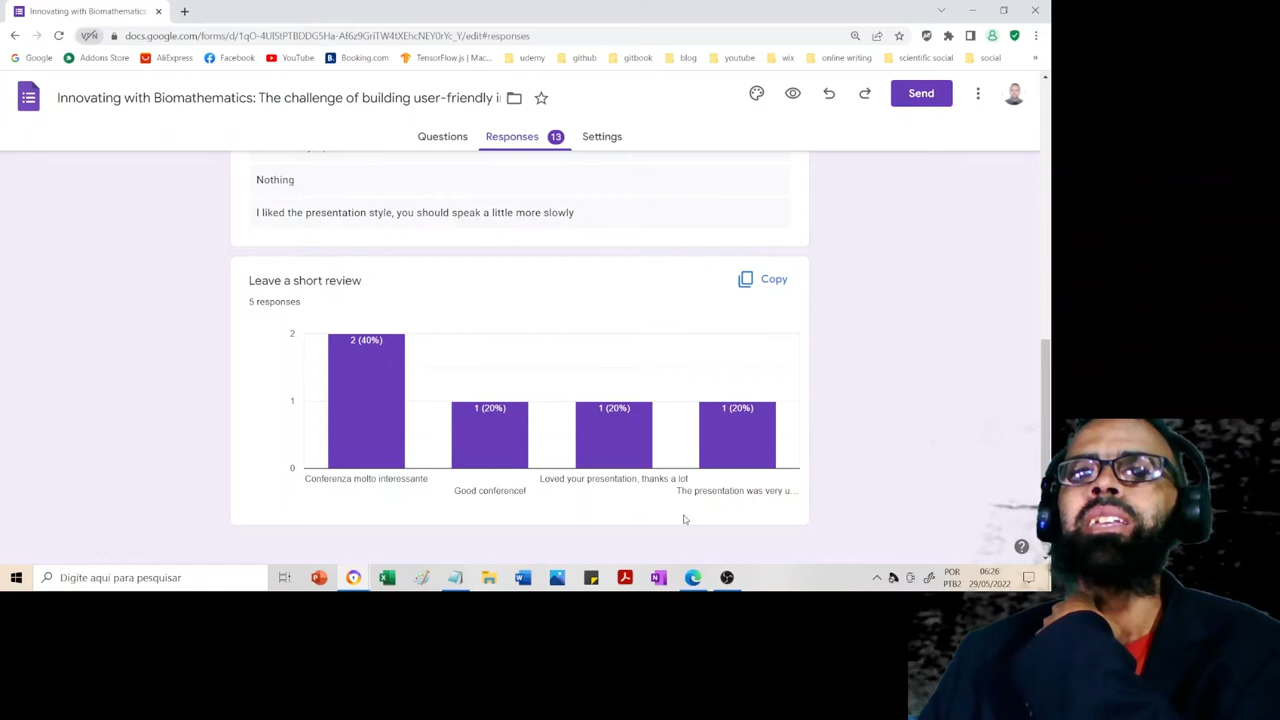 Innovating with Biomathematics:
docs.google.com/forms/d/1qO-4UlStPTBDDG5Ha-Af6z9GriTW4tXEhcNEY0rYc_Y/edit#responses
Google Addons Store AliExpress Facebook YouTube Booking.com TensorFlow.js | Mac... udemy github gitbook blog youtube wix online writing scientific social social »
Innovating with Biomathematics: The challenge of building user-friendly i
Send
Questions Responses 13 Settings
Nothing
I liked the presentation style, you should speak a little more slowly
Leave a short review
Copy
5 responses
2
2 (40%)
1
1 (20%) 1 (20%) 1 (20%)
0
Conferenza molto interessante
Loved your presentation, thanks a lot
Good conference!
The presentation was very u...
Digite aqui para pesquisar
POR
PTB2
06:26
29/05/2022